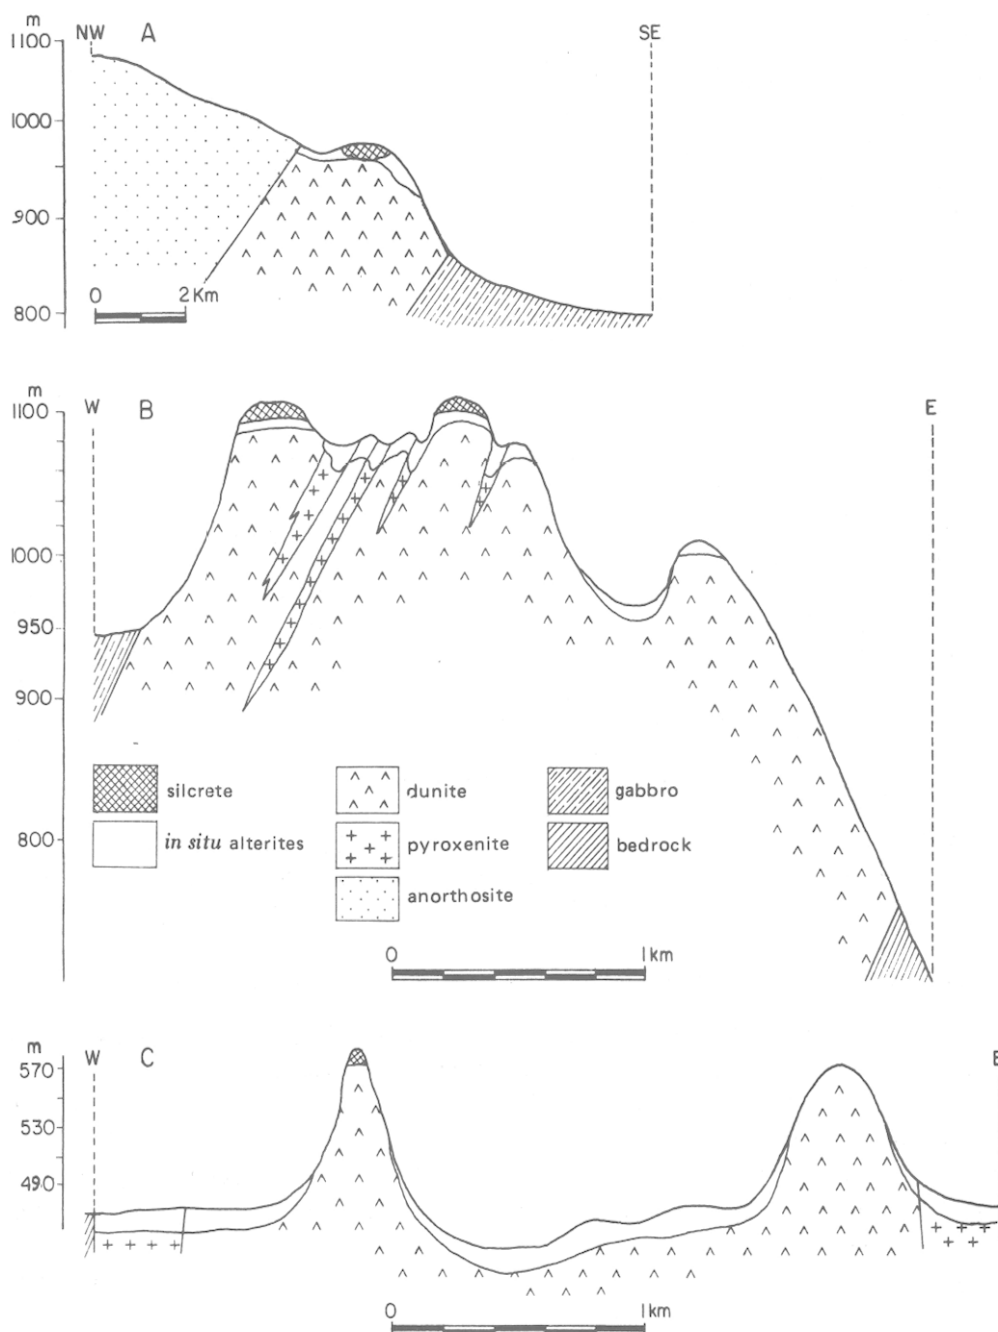 m
NW A SE
1100
1000
900
800
0 2 Km
m
W B E
1100
1000
950
900
800
silcrete dunite gabbro
in situ alterites pyroxenite bedrock
anorthosite
0 1 km
m
W C E
570
530
490
0 1 km